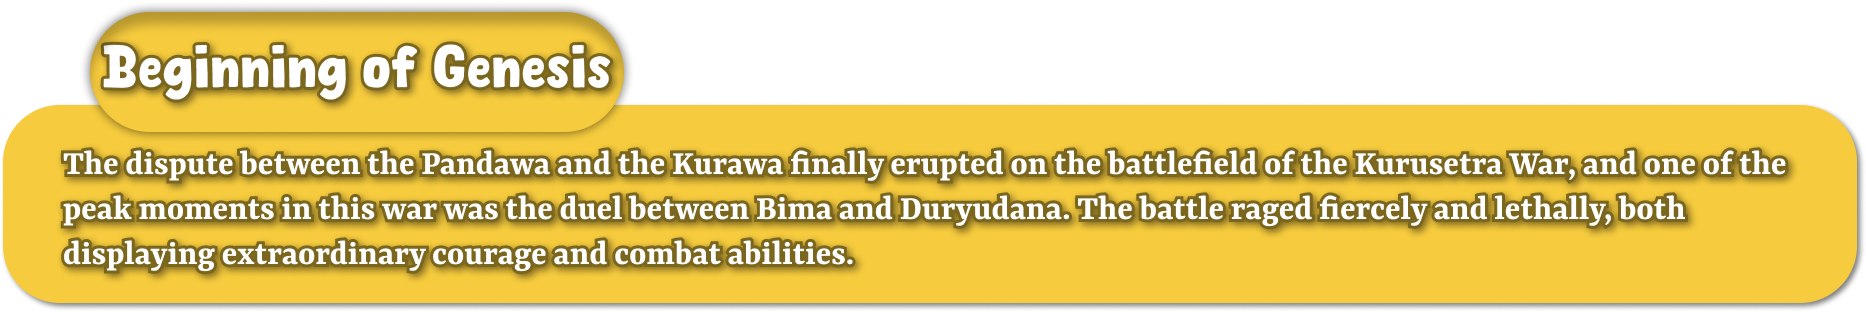 Beginning of Genesis
The dispute between the Pandawa and the Kurawa finally erupted on the battlefield of the Kurusetra War, and one of the
peak moments in this war was the duel between Bima and Duryudana. The battle raged fiercely and lethally, both
displaying extraordinary courage and combat abilities.